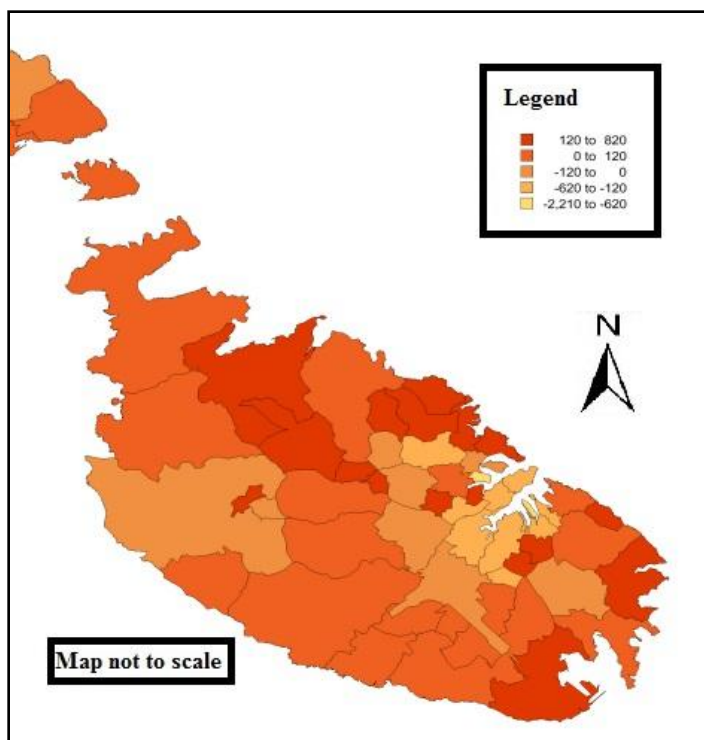 Legend
120 to 820
0 to 120
-120 to 0
-620 to -120
-2,210 to -620
N
Map not to scale